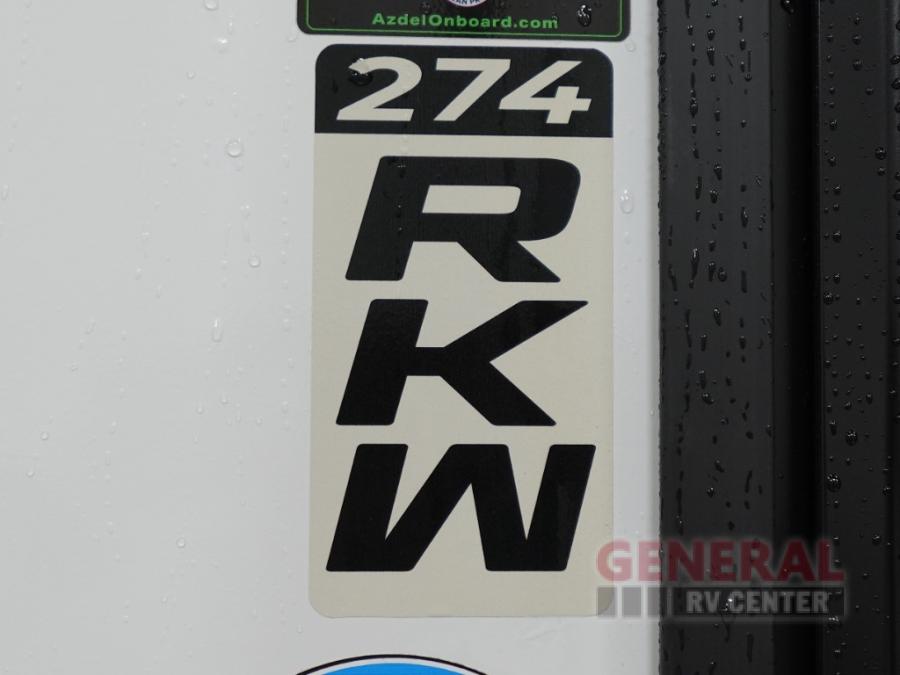 AzdelOnboard.com
274
R
K
W
GENERAL
RV CENTER